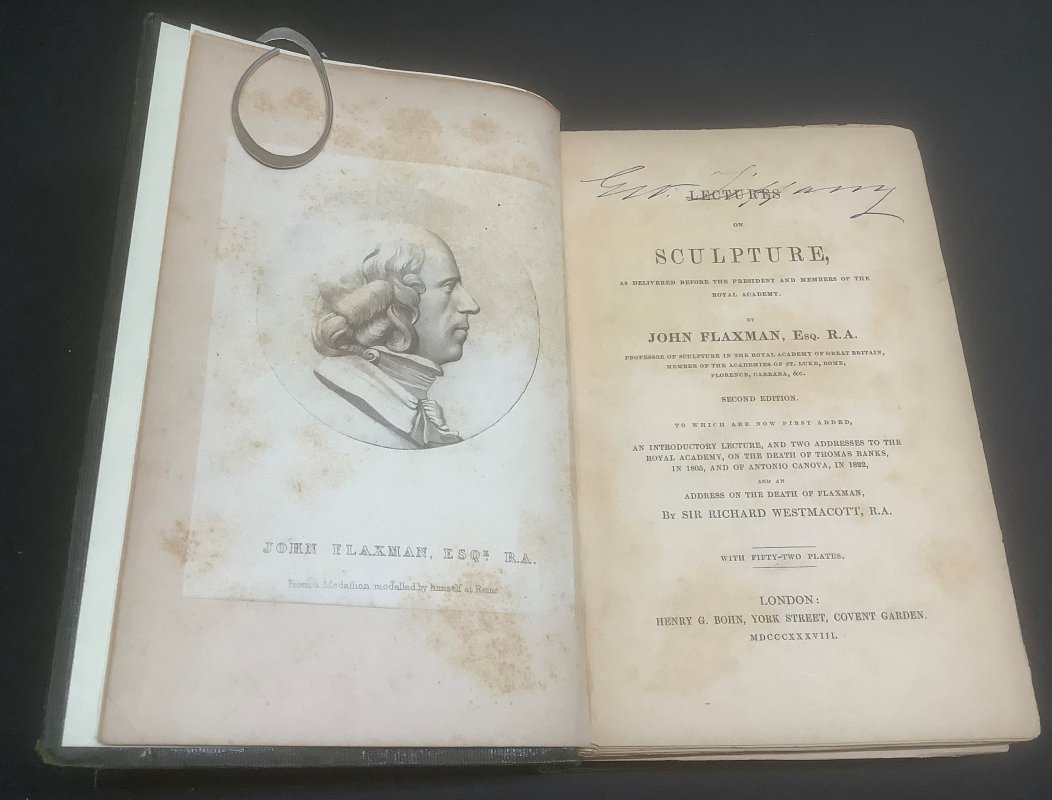 JOHN FLAXMAN, ESQR. R.A.
From a Medallion modelled by himself at Rome
Geo. Tiffany
LECTURES
ON
SCULPTURE,
AS DELIVERED BEFORE THE PRESIDENT AND MEMBERS OF THE
ROYAL ACADEMY.
BY
JOHN FLAXMAN, Esq. R.A.
PROFESSOR OF SCULPTURE IN THE ROYAL ACADEMY OF GREAT BRITAIN,
MEMBER OF THE ACADEMIES OF ST. LUKE, ROME,
FLORENCE, CARRARA, &c.
SECOND EDITION.
TO WHICH ARE NOW FIRST ADDED,
AN INTRODUCTORY LECTURE, AND TWO ADDRESSES TO THE
ROYAL ACADEMY, ON THE DEATH OF THOMAS BANKS,
IN 1805, AND OF ANTONIO CANOVA, IN 1822,
AND AN
ADDRESS ON THE DEATH OF FLAXMAN,
By SIR RICHARD WESTMACOTT, R.A.
WITH FIFTY-TWO PLATES.
LONDON:
HENRY G. BOHN, YORK STREET, COVENT GARDEN.
MDCCCXXXVIII.